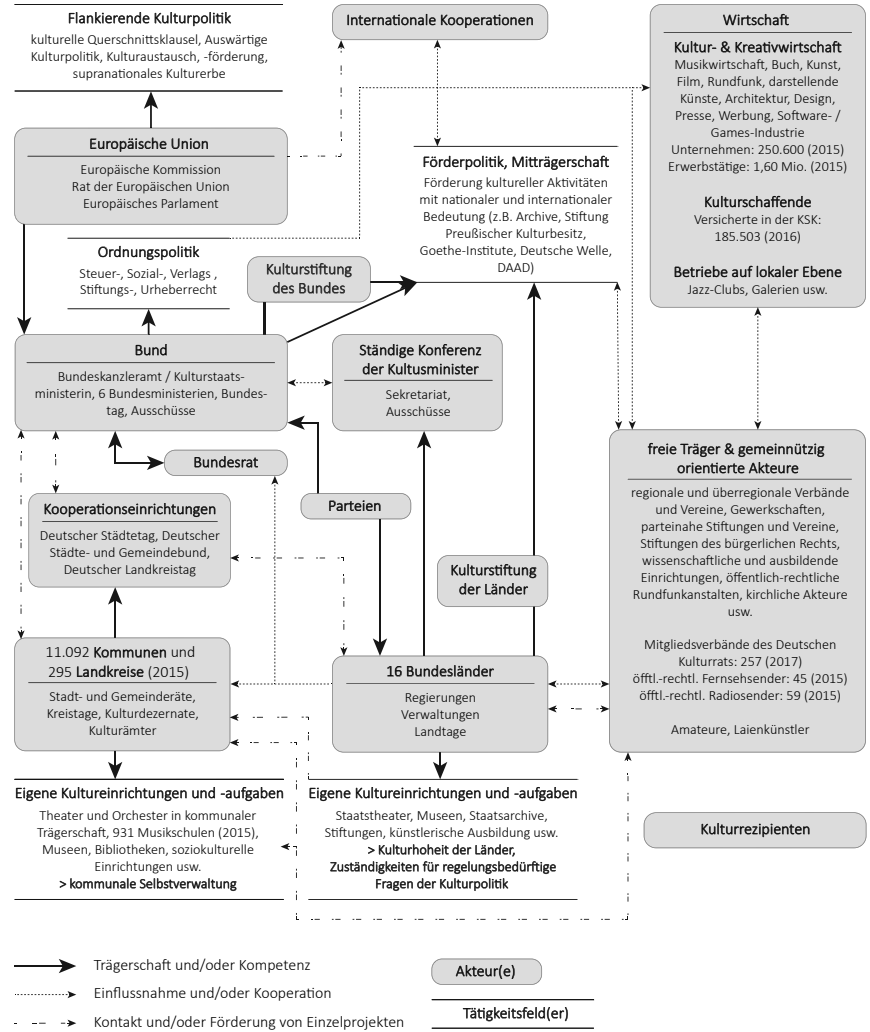 Flankierende Kulturpolitik
kulturelle Querschnittsklausel, Auswärtige
Kulturpolitik, Kulturaustausch, -förderung,
supranationales Kulturerbe
Internationale Kooperationen
Wirtschaft
Kultur- & Kreativwirtschaft
Musikwirtschaft, Buch, Kunst,
Film, Rundfunk, darstellende
Künste, Architektur, Design,
Presse, Werbung, Software- /
Games-Industrie
Unternehmen: 250.600 (2015)
Erwerbstätige: 1,60 Mio. (2015)
Kulturschaffende
Versicherte in der KSK:
185.503 (2016)
Betriebe auf lokaler Ebene
Jazz-Clubs, Galerien usw.
Europäische Union
Europäische Kommission
Rat der Europäischen Union
Europäisches Parlament
Förderpolitik, Mitträgerschaft
Förderung kultureller Aktivitäten
mit nationaler und internationaler
Bedeutung (z.B. Archive, Stiftung
Preußischer Kulturbesitz,
Goethe-Institute, Deutsche Welle,
DAAD)
Ordnungspolitik
Steuer-, Sozial-, Verlags ,
Stiftungs-, Urheberrecht
Kulturstiftung
des Bundes
Bund
Bundeskanzleramt / Kulturstaats-
ministerin, 6 Bundesministerien, Bundes-
tag, Ausschüsse
Ständige Konferenz
der Kultusminister
Sekretariat,
Ausschüsse
Bundesrat
Parteien
Kooperationseinrichtungen
Deutscher Städtetag, Deutscher
Städte- und Gemeindebund,
Deutscher Landkreistag
Kulturstiftung
der Länder
freie Träger & gemeinnützig
orientierte Akteure
regionale und überregionale Verbände
und Vereine, Gewerkschaften,
parteinahe Stiftungen und Vereine,
Stiftungen des bürgerlichen Rechts,
wissenschaftliche und ausbildende
Einrichtungen, öffentlich-rechtliche
Rundfunkanstalten, kirchliche Akteure
usw.
Mitgliedsverbände des Deutschen
Kulturrats: 257 (2017)
öfftl.-rechtl. Fernsehsender: 45 (2015)
öfftl.-rechtl. Radiosender: 59 (2015)
Amateure, Laienkünstler
11.092 Kommunen und
295 Landkreise (2015)
Stadt- und Gemeinderäte,
Kreistage, Kulturdezernate,
Kulturämter
16 Bundesländer
Regierungen
Verwaltungen
Landtage
Eigene Kultureinrichtungen und -aufgaben
Theater und Orchester in kommunaler
Trägerschaft, 931 Musikschulen (2015),
Museen, Bibliotheken, soziokulturelle
Einrichtungen usw.
> kommunale Selbstverwaltung
Eigene Kultureinrichtungen und -aufgaben
Staatstheater, Museen, Staatsarchive,
Stiftungen, künstlerische Ausbildung usw.
> Kulturhoheit der Länder,
Zuständigkeiten für regelungsbedürftige
Fragen der Kulturpolitik
Kulturrezipienten
Trägerschaft und/oder Kompetenz
Einflussnahme und/oder Kooperation
Kontakt und/oder Förderung von Einzelprojekten
Akteur(e)
Tätigkeitsfeld(er)